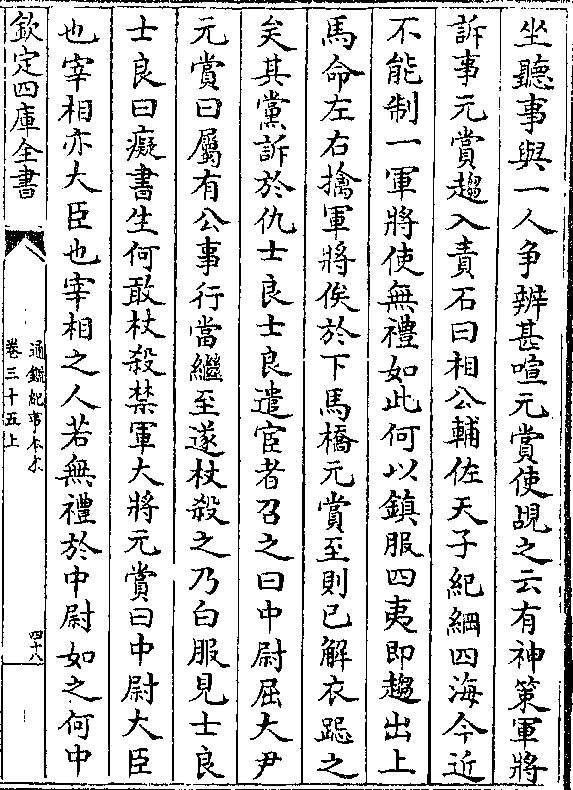 坐聽事與一人争辨甚喧元賞使覘之云有神策軍將
訴事元賞趨入責石曰相公輔佐天子紀綱四海今近
不能制一軍將使無禮如此何以鎮服四夷即趨出上
馬命左右擒軍將俟於下馬橋元賞至則已解衣跽之
矣其黨訴於仇士良士良遣宦者召之曰中尉屈大尹
元賞曰屬有公事行當繼至遂杖殺之乃白服見士良
士良曰癡書生何敢杖殺禁軍大將元賞曰中尉大臣
也宰相亦大臣也宰相之人若無禮於中尉如之何中
欽定四庫全書
通鑑紀事本末
卷三十五上
四十八